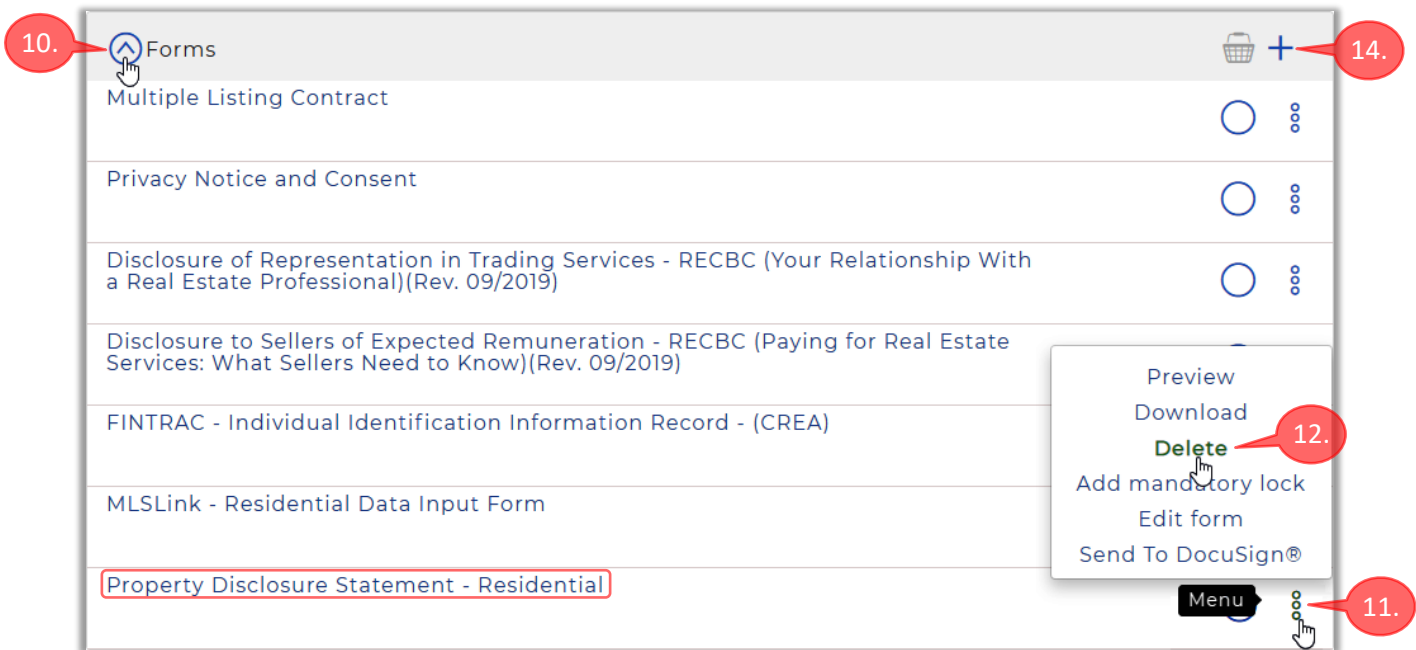 10.
Forms
14.
Multiple Listing Contract
Privacy Notice and Consent
Disclosure of Representation in Trading Services - RECBC (Your Relationship With
a Real Estate Professional)(Rev. 09/2019)
Disclosure to Sellers of Expected Remuneration - RECBC (Paying for Real Estate
Services: What Sellers Need to Know)(Rev. 09/2019)
FINTRAC - Individual Identification Information Record - (CREA)
MLSLink - Residential Data Input Form
Property Disclosure Statement - Residential
Preview
Download
Delete
12.
Add mandatory lock
Edit form
Send To DocuSign®
Menu
11.